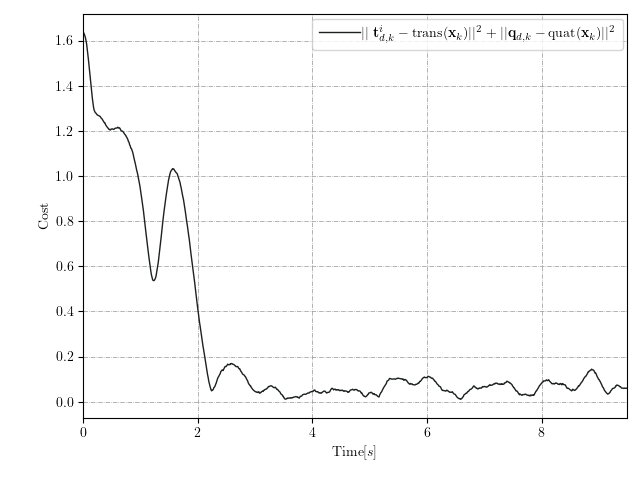 || t^i_{d,k} − trans(x_k)||^2 + ||q_{d,k} − quat(x_k)||^2
1.6
1.4
1.2
1.0
0.8
0.6
0.4
0.2
0.0
Cost
0 2 4 6 8
Time[s]